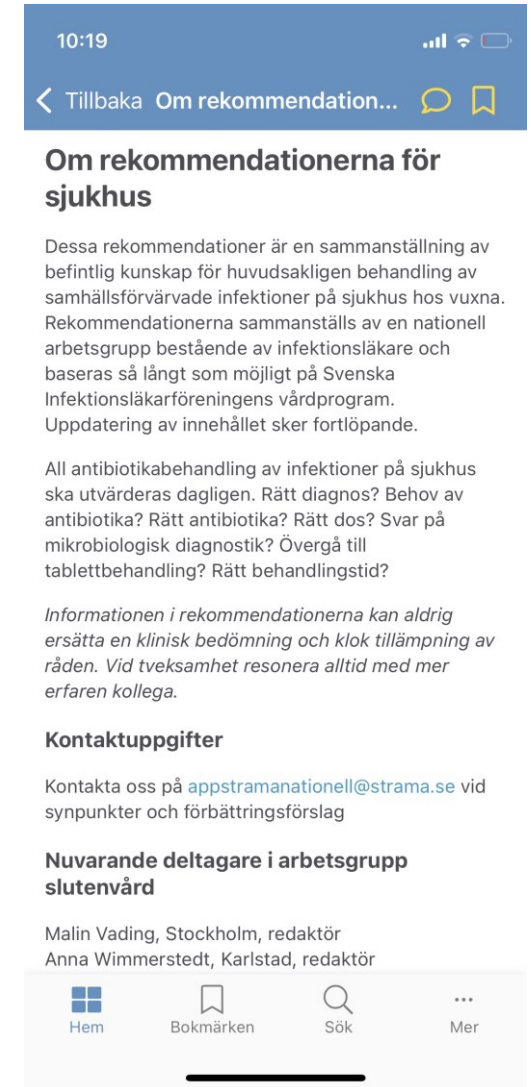 10:19
Tillbaka Om rekommendation...
Om rekommendationerna för
sjukhus
Dessa rekommendationer är en sammanställning av
befintlig kunskap för huvudsakligen behandling av
samhällsförvärvade infektioner på sjukhus hos vuxna.
Rekommendationerna sammanställs av en nationell
arbetsgrupp bestående av infektionsläkare och
baseras så långt som möjligt på Svenska
Infektionsläkarföreningens vårdprogram.
Uppdatering av innehållet sker fortlöpande.
All antibiotikabehandling av infektioner på sjukhus
ska utvärderas dagligen. Rätt diagnos? Behov av
antibiotika? Rätt antibiotika? Rätt dos? Svar på
mikrobiologisk diagnostik? Övergå till
tablettbehandling? Rätt behandlingstid?
Informationen i rekommendationerna kan aldrig
ersätta en klinisk bedömning och klok tillämpning av
råden. Vid tveksamhet resonera alltid med mer
erfaren kollega.
Kontaktuppgifter
Kontakta oss på appstramanationell@strama.se vid
synpunkter och förbättringsförslag
Nuvarande deltagare i arbetsgrupp
slutenvård
Malin Vading, Stockholm, redaktör
Anna Wimmerstedt, Karlstad, redaktör
Hem Bokmärken Sök Mer